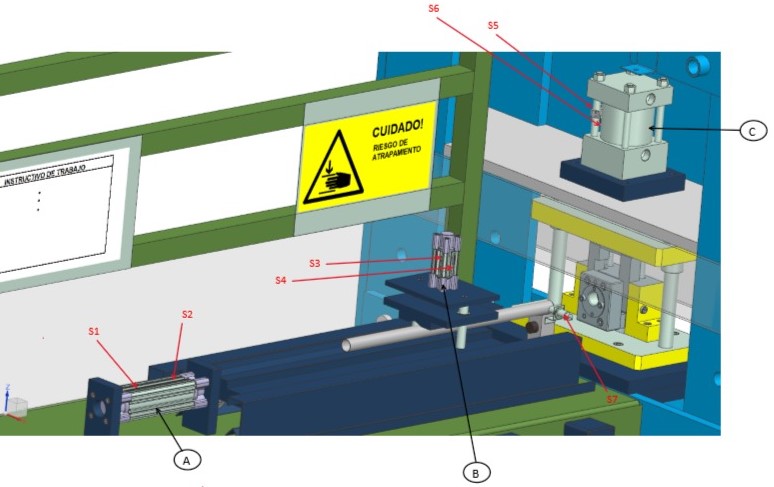 S6
S5
C
CUIDADO!
RIESGO DE
ATRAPAMIENTO
INSTRUCTIVO DE TRABAJO
S3
S4
S1
S2
S7
A
B
Z